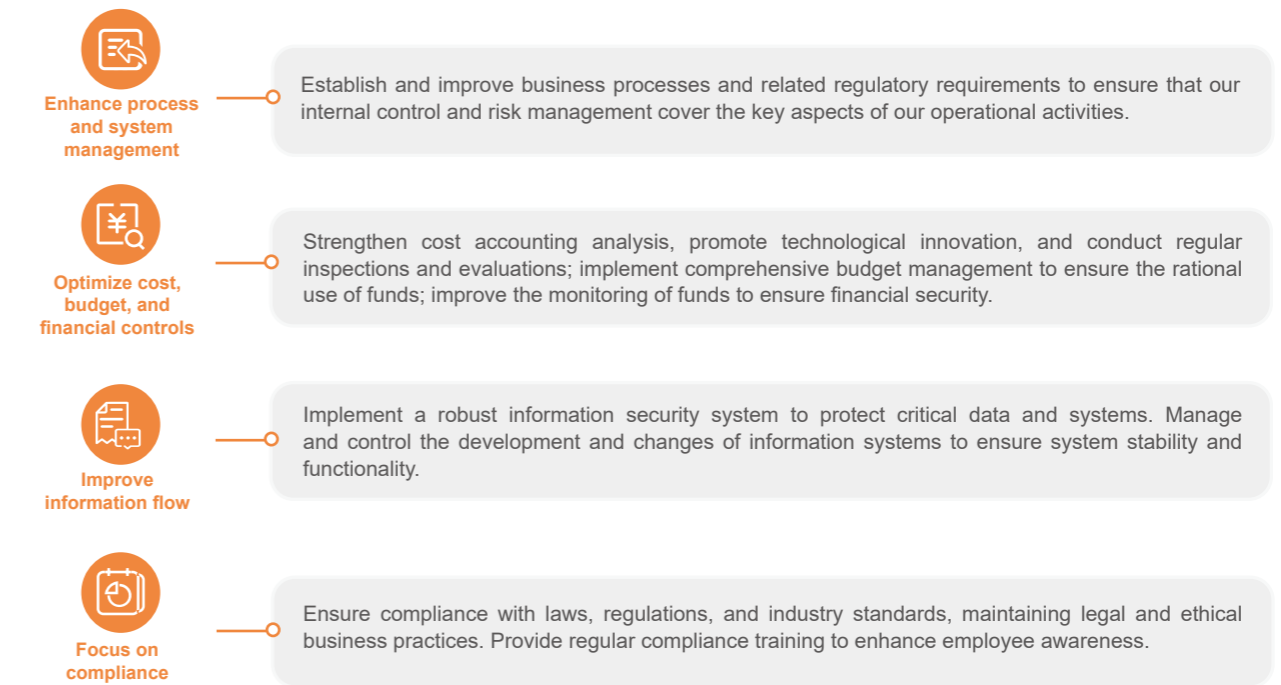 Enhance process
and system
management
Establish and improve business processes and related regulatory requirements to ensure that our
internal control and risk management cover the key aspects of our operational activities.
Optimize cost,
budget, and
financial controls
Strengthen cost accounting analysis, promote technological innovation, and conduct regular
inspections and evaluations; implement comprehensive budget management to ensure the rational
use of funds; improve the monitoring of funds to ensure financial security.
Improve
information flow
Implement a robust information security system to protect critical data and systems. Manage
and control the development and changes of information systems to ensure system stability and
functionality.
Focus on
compliance
Ensure compliance with laws, regulations, and industry standards, maintaining legal and ethical
business practices. Provide regular compliance training to enhance employee awareness.